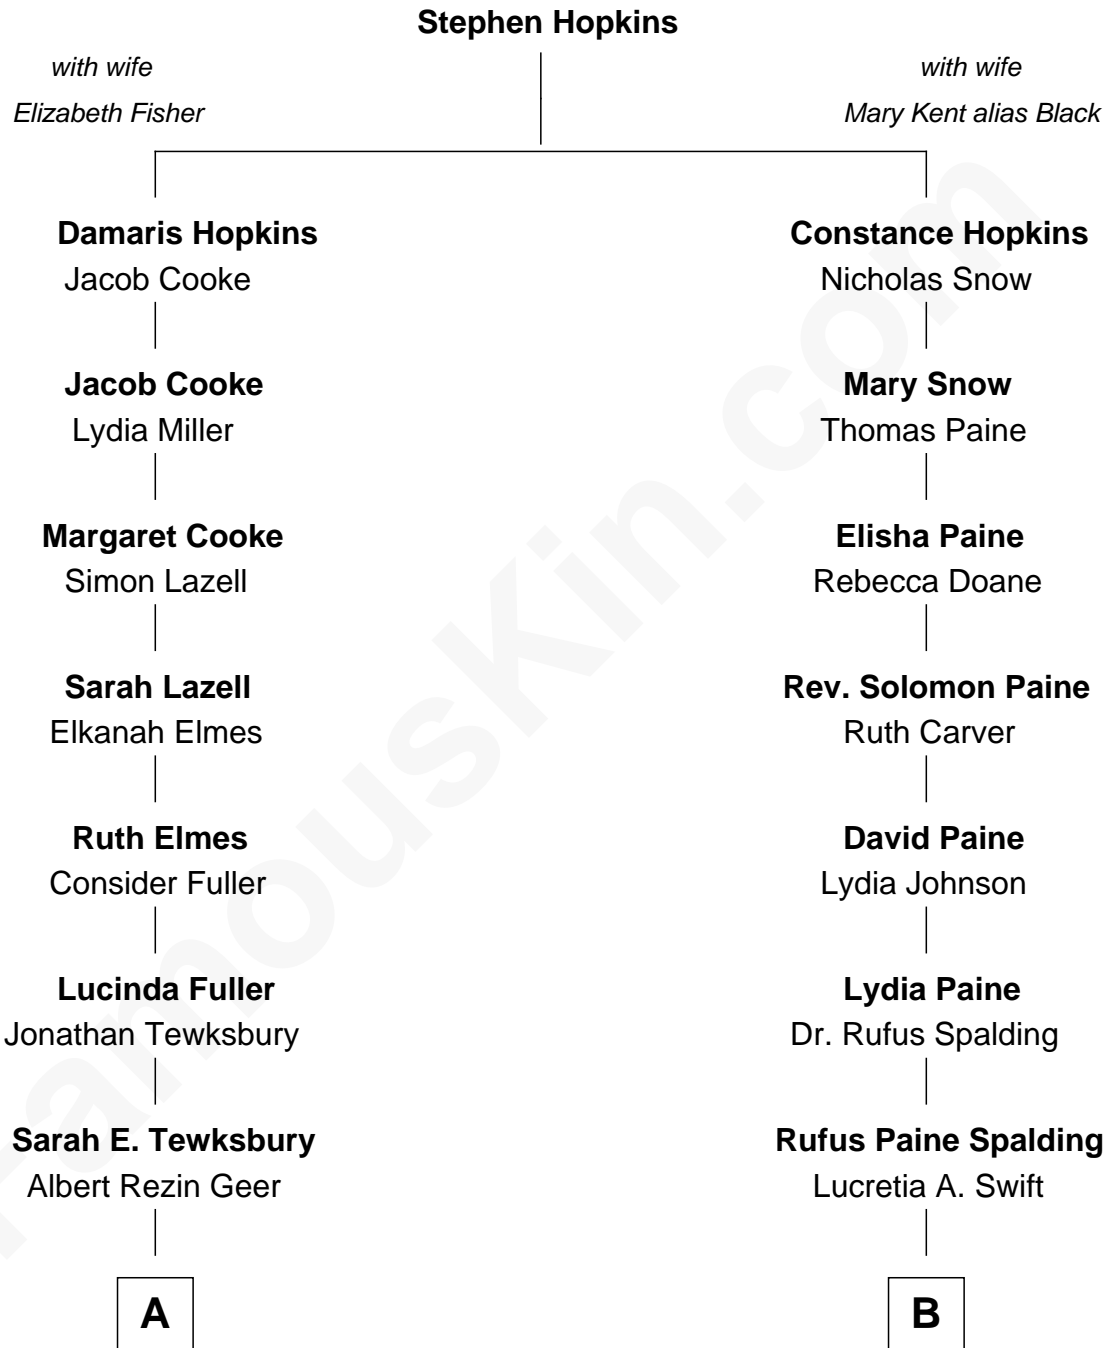 Stephen Hopkins
with wife
Elizabeth Fisher
with wife
Mary Kent alias Black
Damaris Hopkins
Jacob Cooke
Constance Hopkins
Nicholas Snow
Jacob Cooke
Lydia Miller
Mary Snow
Thomas Paine
Margaret Cooke
Simon Lazell
Elisha Paine
Rebecca Doane
Sarah Lazell
Elkanah Elmes
Rev. Solomon Paine
Ruth Carver
Ruth Elmes
Consider Fuller
David Paine
Lydia Johnson
Lucinda Fuller
Jonathan Tewksbury
Lydia Paine
Dr. Rufus Spalding
Sarah E. Tewksbury
Albert Rezin Geer
Rufus Paine Spalding
Lucretia A. Swift
A
B
FamousKin.com